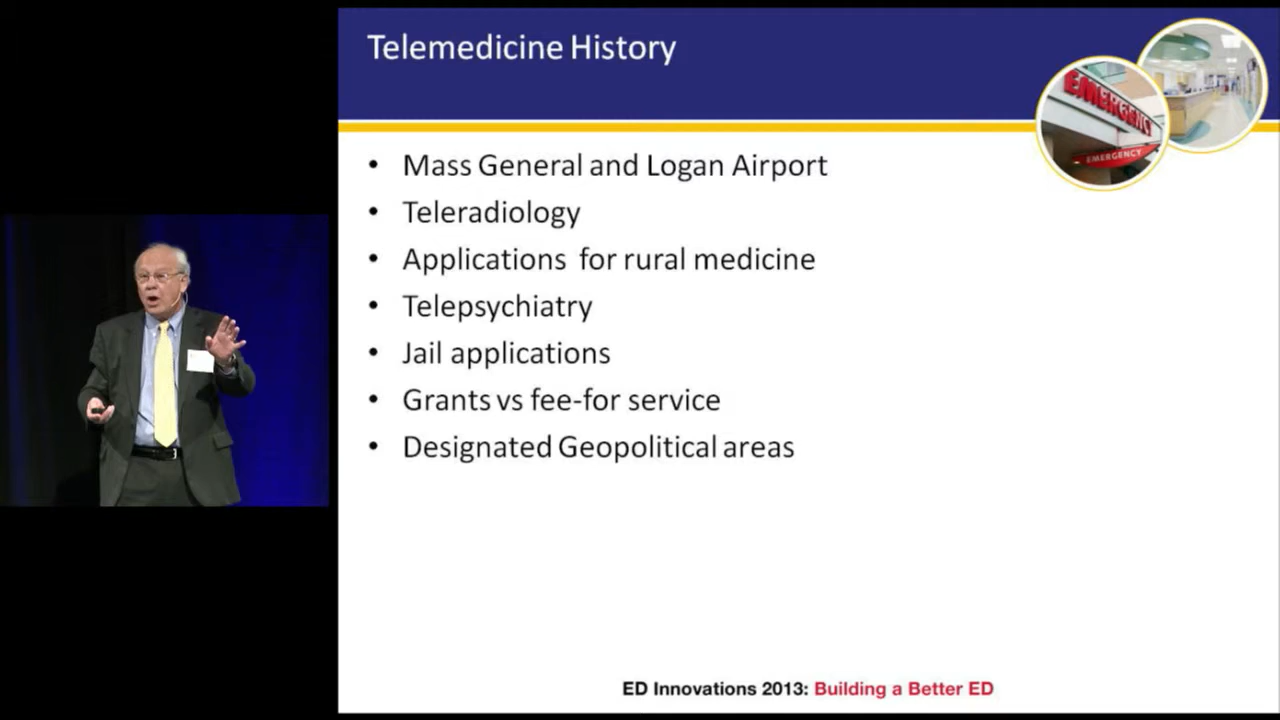 Telemedicine History
EMERGENCY
EMERGENCY
• Mass General and Logan Airport
• Teleradiology
• Applications for rural medicine
• Telepsychiatry
• Jail applications
• Grants vs fee-for service
• Designated Geopolitical areas
ED Innovations 2013: Building a Better ED